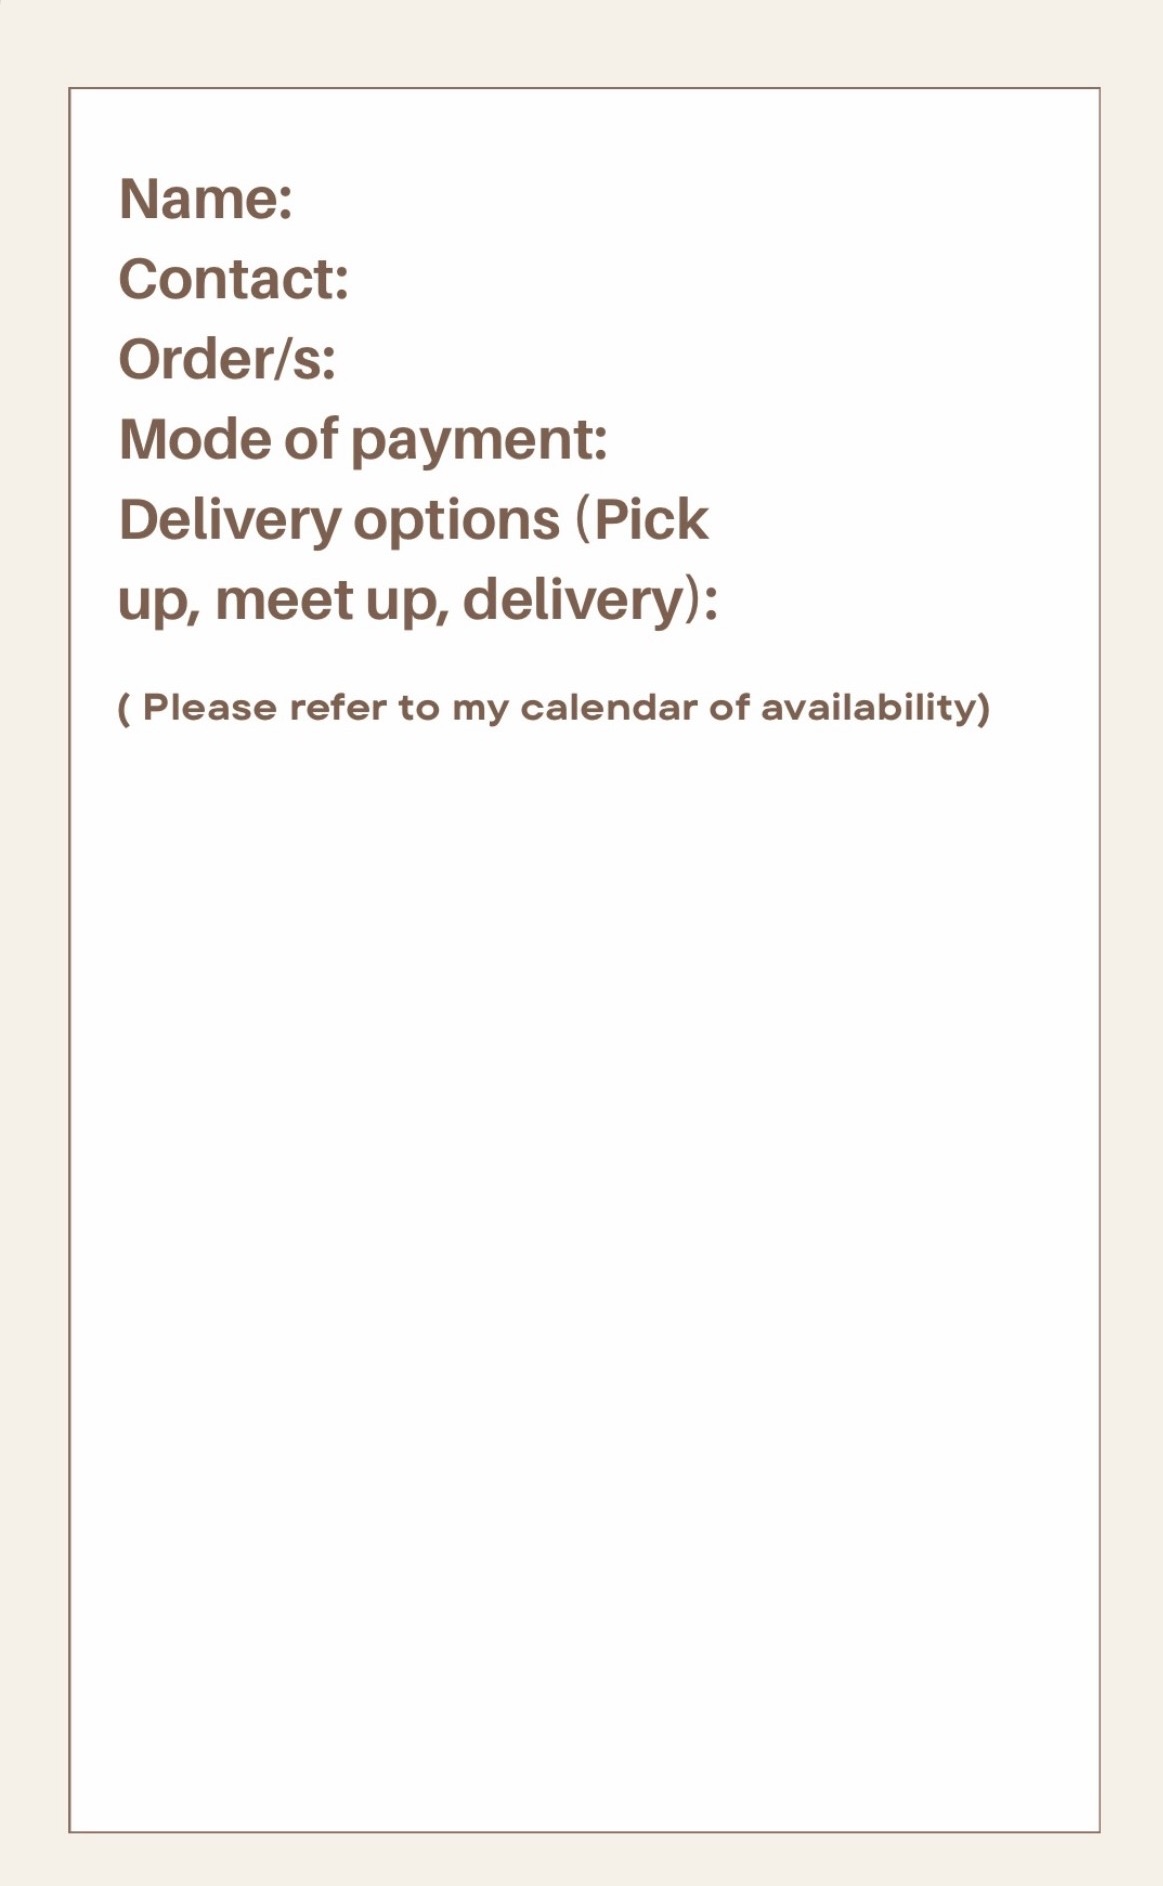 Name:
Contact:
Order/s:
Mode of payment:
Delivery options (Pick
up, meet up, delivery):
( Please refer to my calendar of availability)